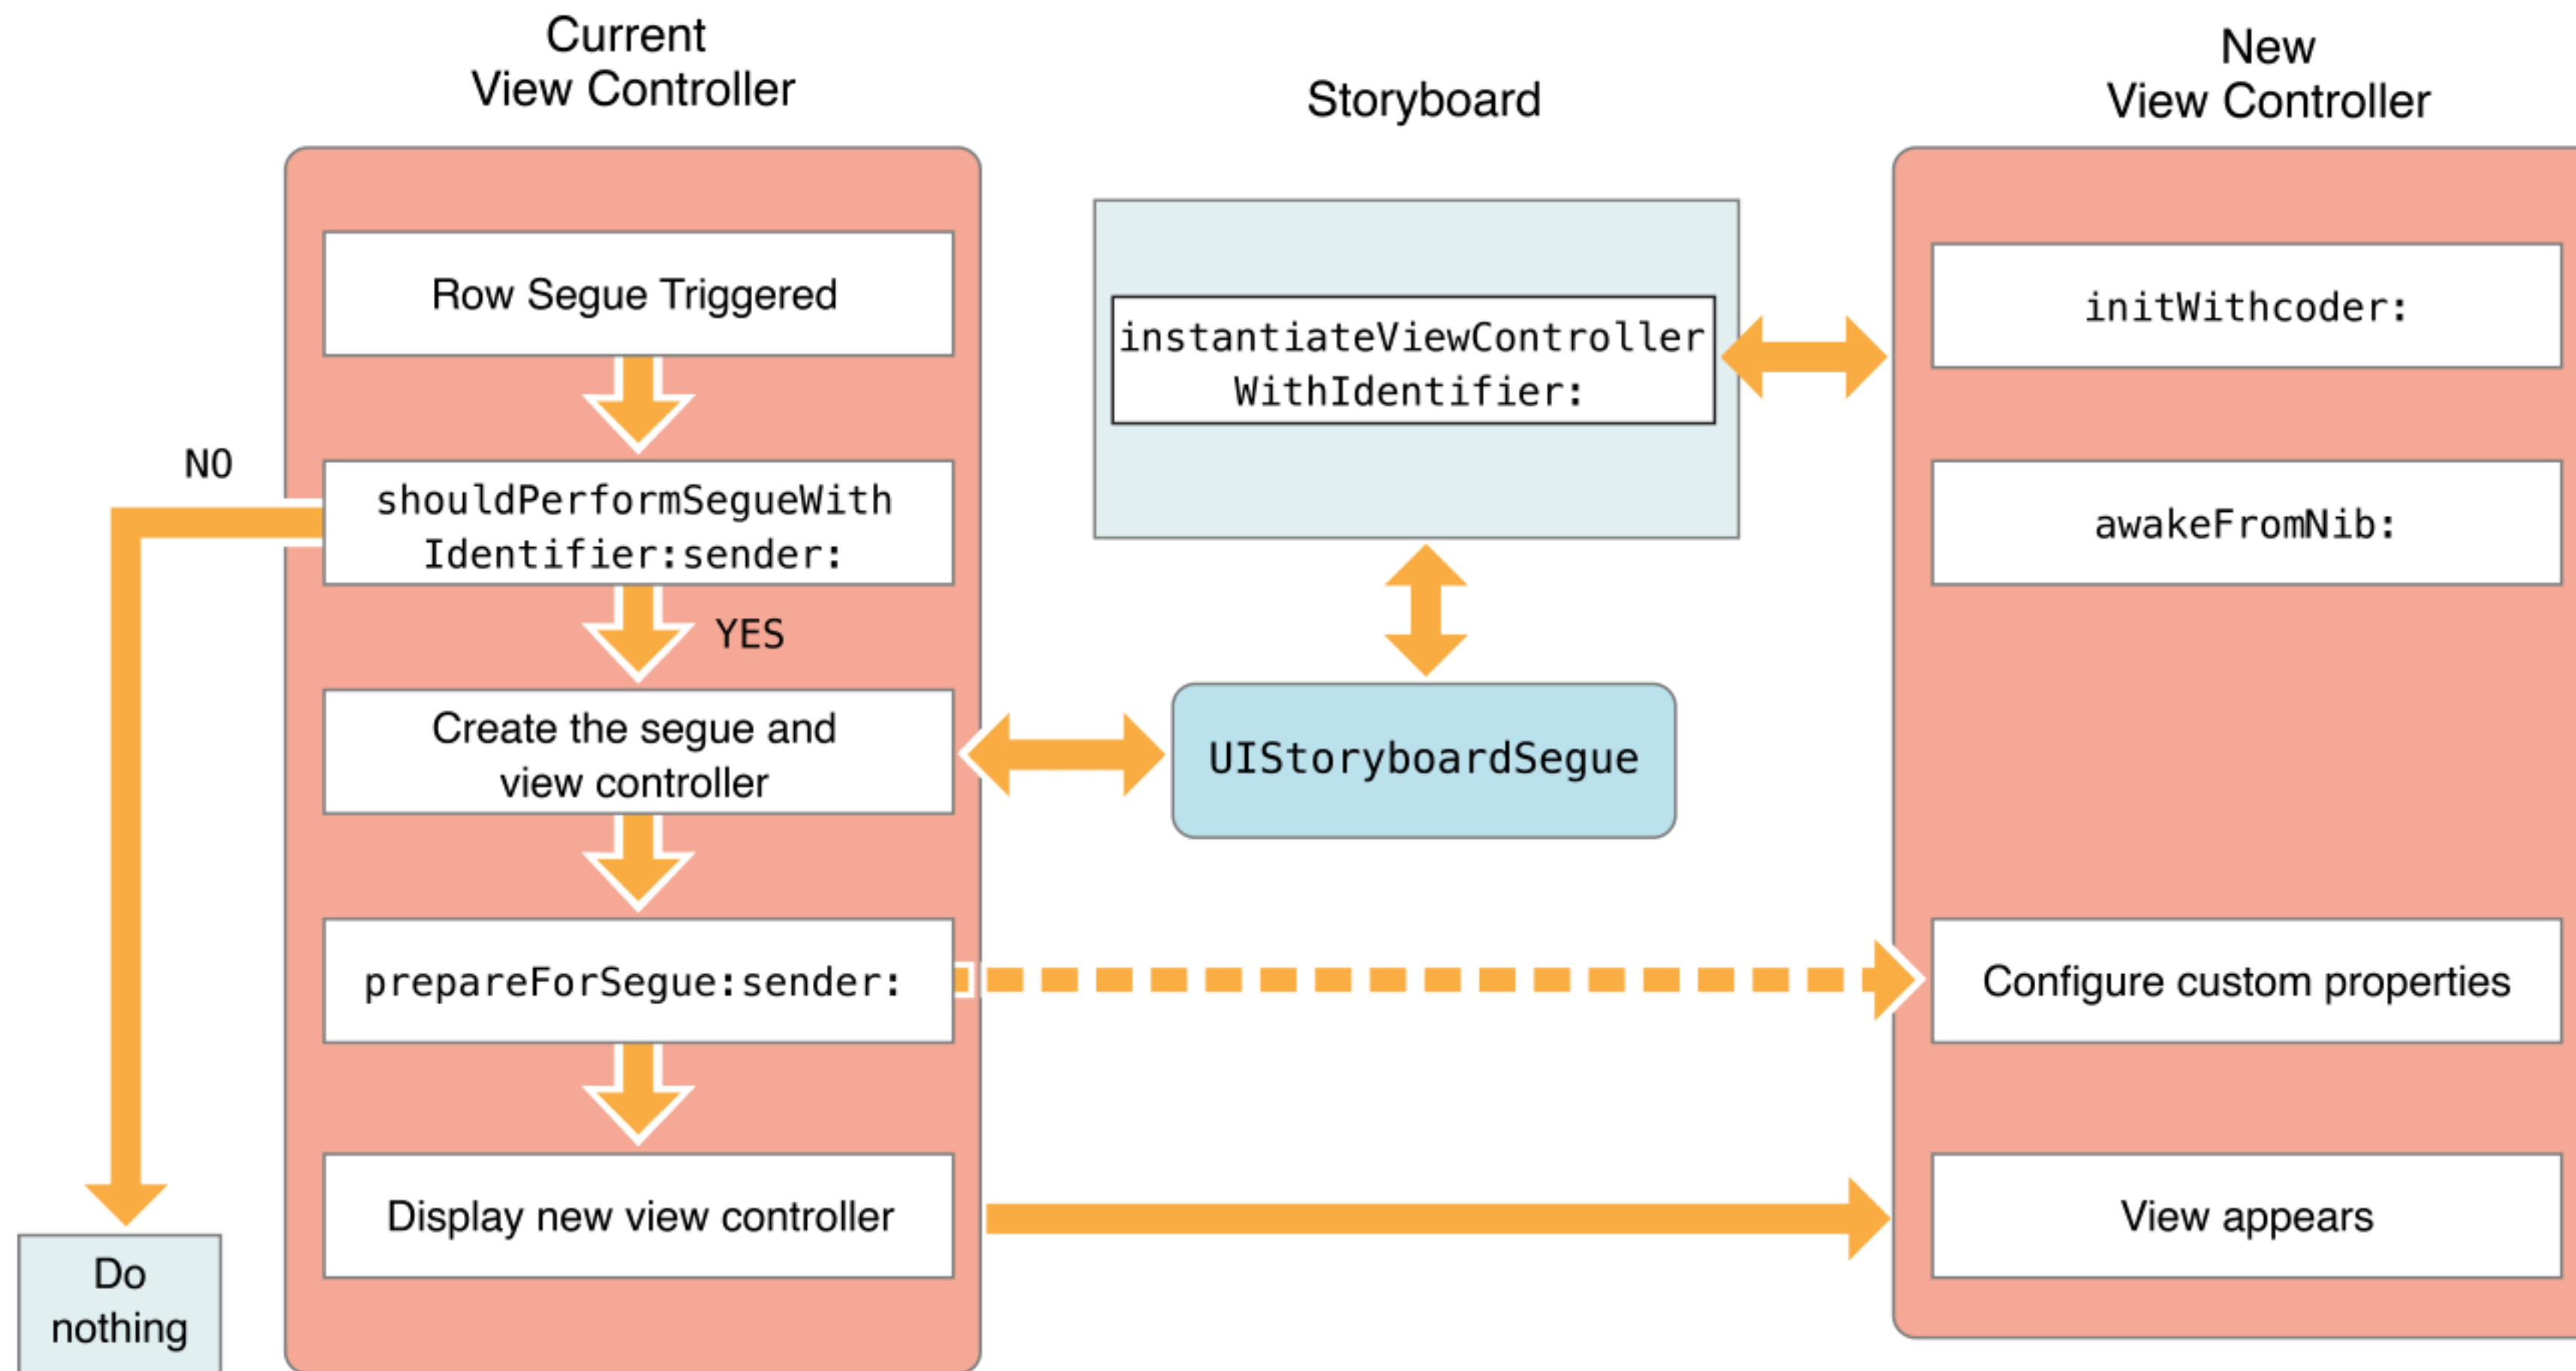 Current
View Controller
Storyboard
New
View Controller
Row Segue Triggered
NO
shouldPerformSegueWith
Identifier:sender:
YES
Create the segue and
view controller
prepareForSegue:sender:
Display new view controller
Do
nothing
instantiateViewController
WithIdentifier:
UIStoryboardSegue
initWithcoder:
awakeFromNib:
Configure custom properties
View appears